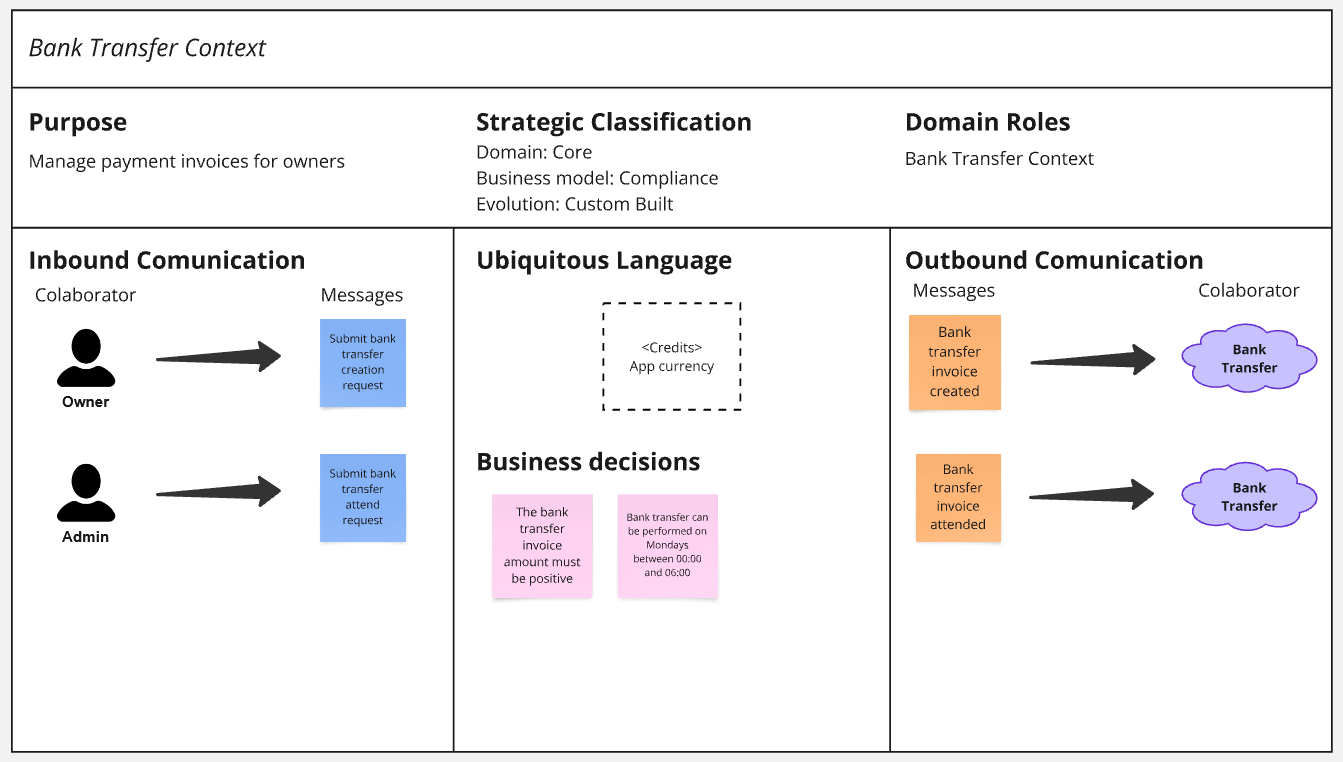 Bank Transfer Context
Purpose
Manage payment invoices for owners
Strategic Classification
Domain: Core
Business model: Compliance
Evolution: Custom Built
Domain Roles
Bank Transfer Context
Inbound Comunication
Colaborator
Messages
Owner
Submit bank
transfer
creation
request
Admin
Submit bank
transfer
attend
request
Ubiquitous Language
<Credits>
App currency
Business decisions
The bank
transfer
invoice
amount must
be positive
Bank transfer can
be performed on
Mondays
between 00:00
and 06:00
Outbound Comunication
Messages
Colaborator
Bank
transfer
invoice
created
Bank
Transfer
Bank
transfer
invoice
attended
Bank
Transfer